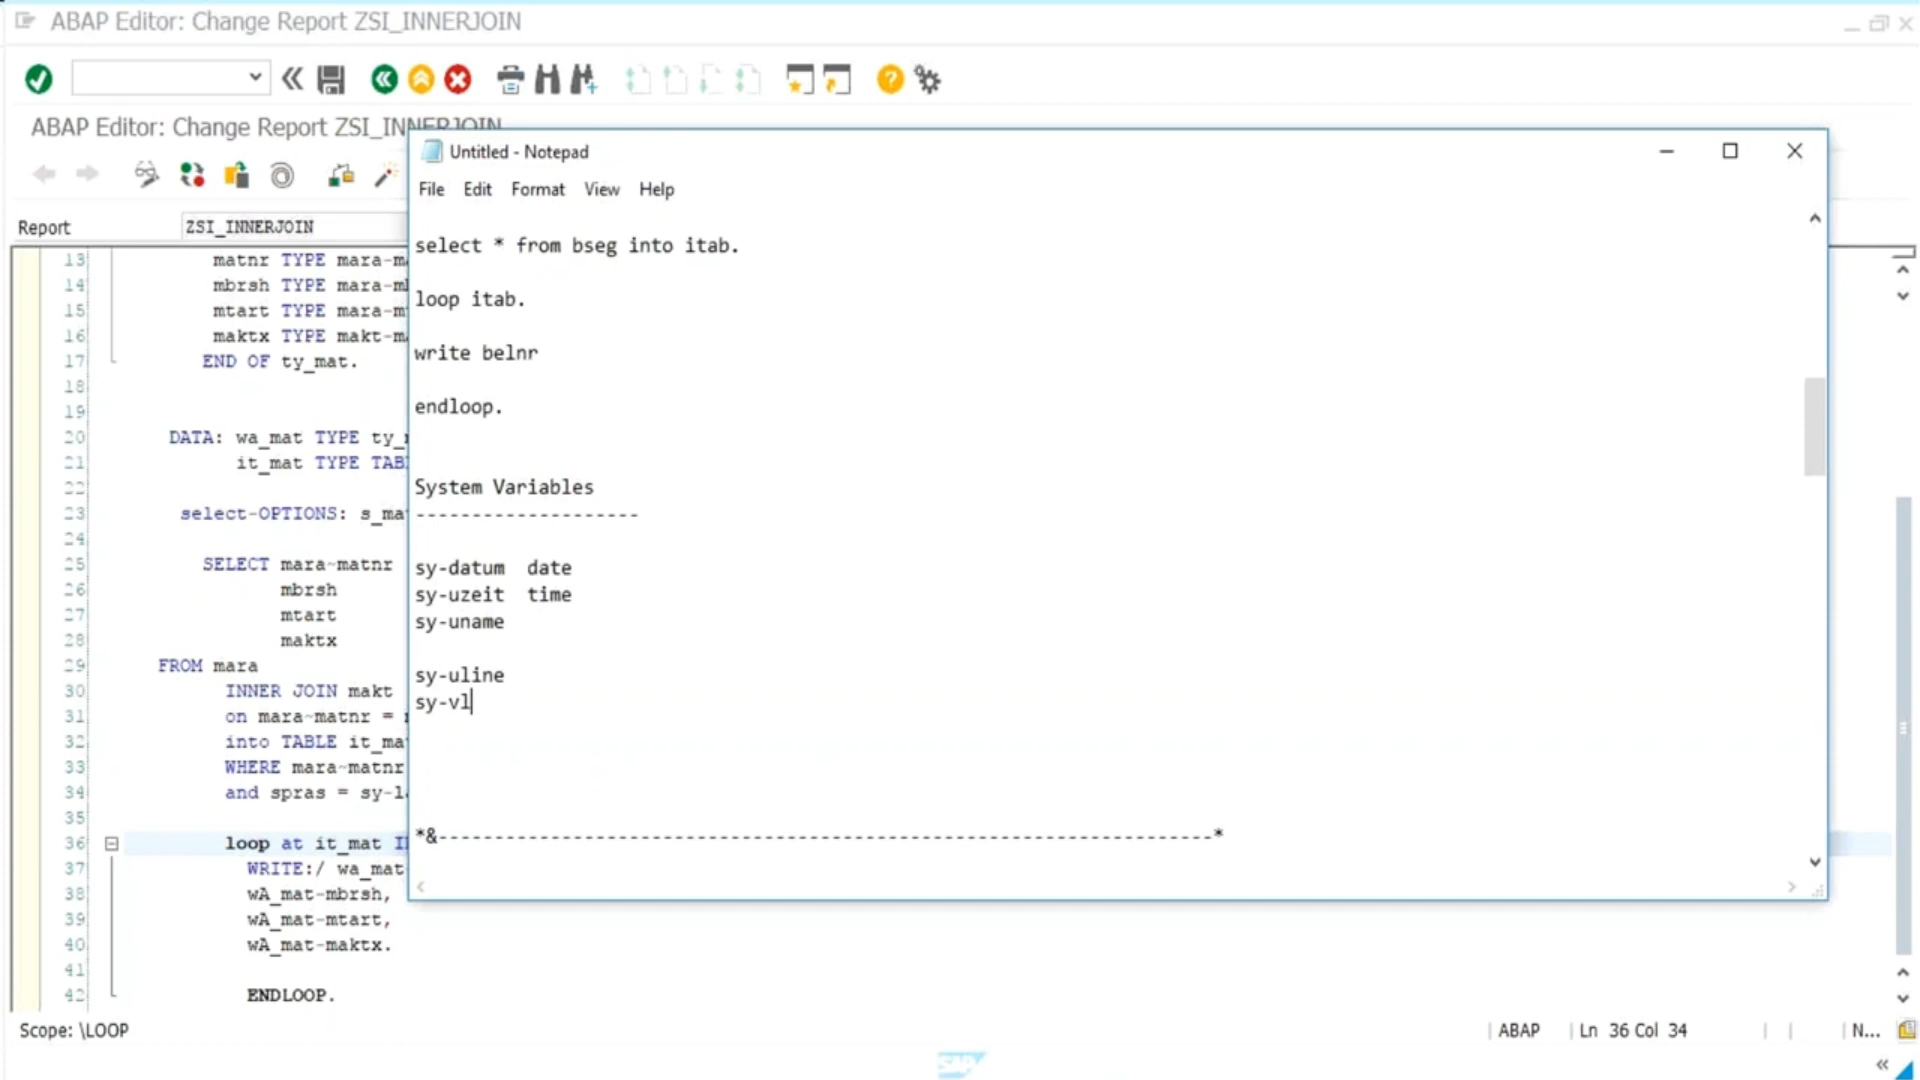 ABAP Editor: Change Report ZSI_INNERJOIN
ABAP Editor: Change Report ZSI_INNERJOIN
Report ZSI_INNERJOIN
13 matnr TYPE mara-m
14 mbrsh TYPE mara-m
15 mtart TYPE mara-m
16 maktx TYPE makt-m
17 END OF ty_mat.
18
19
20 DATA: wa_mat TYPE ty_
21 it_mat TYPE TAB
22
23 select-OPTIONS: s_ma
24
25 SELECT mara~matnr
26 mbrsh
27 mtart
28 maktx
29 FROM mara
30 INNER JOIN makt
31 on mara~matnr =
32 into TABLE it_ma
33 WHERE mara~matnr
34 and spras = sy-l
35
36 loop at it_mat I
37 WRITE:/ wa_mat
38 wA_mat-mbrsh,
39 wA_mat-mtart,
40 wA_mat-maktx.
41
42 ENDLOOP.
Scope: \LOOP
ABAP Ln 36 Col 34 N...
SAP
Untitled - Notepad
File Edit Format View Help
select * from bseg into itab.
loop itab.
write belnr
endloop.
System Variables
--------------------
sy-datum date
sy-uzeit time
sy-uname
sy-uline
sy-vl
*&---------------------------------------------------------------------*